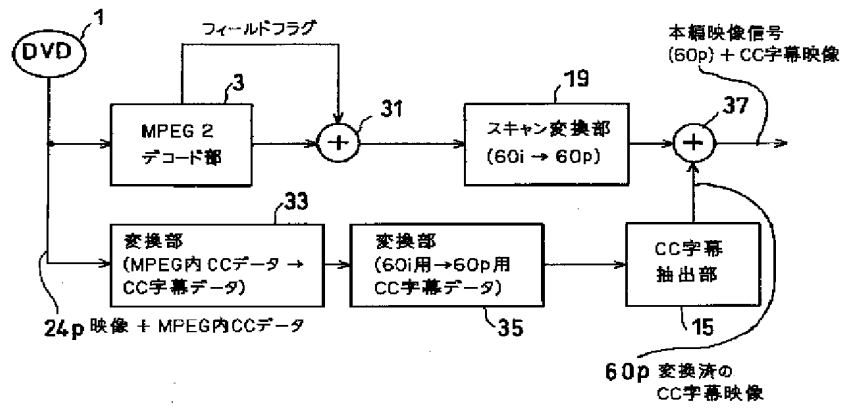 1
DVD
フィールドフラグ
3
MPEG 2
デコード部
+
31
19
スキャン変換部
(60i → 60p)
本編映像信号
(60p) + CC字幕映像
37
+
33
変換部
(MPEG内 CCデータ →
CC字幕データ)
変換部
(60i用→60p用
CC字幕データ)
35
CC字幕
抽出部
15
24p 映像 + MPEG内CCデータ
60p 変換済の
CC字幕映像